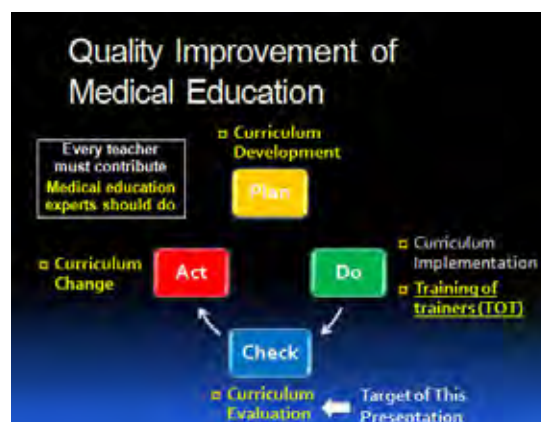 Quality Improvement of
Medical Education
Every teacher
must contribute
Medical education
experts should do
Curriculum
Development
Plan
Act
Curriculum
Change
Do
Curriculum
Implementation
Training of
trainers (TOT)
Check
Curriculum
Evaluation
Target of This
Presentation